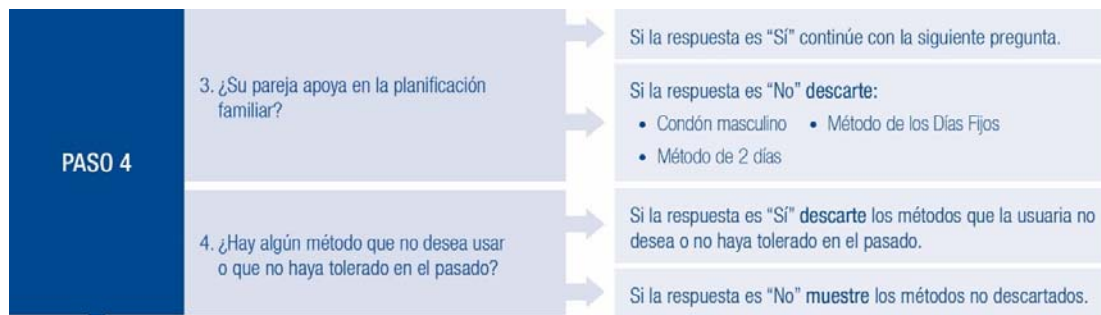 PASO 4
3. ¿Su pareja apoya en la planificación
familiar?
Si la respuesta es “Sí” continúe con la siguiente pregunta.
Si la respuesta es “No” descarte:
• Condón masculino • Método de los Días Fijos
• Método de 2 días
4. ¿Hay algún método que no desea usar
o que no haya tolerado en el pasado?
Si la respuesta es “Sí” descarte los métodos que la usuaria no
desea o no haya tolerado en el pasado.
Si la respuesta es “No” muestre los métodos no descartados.